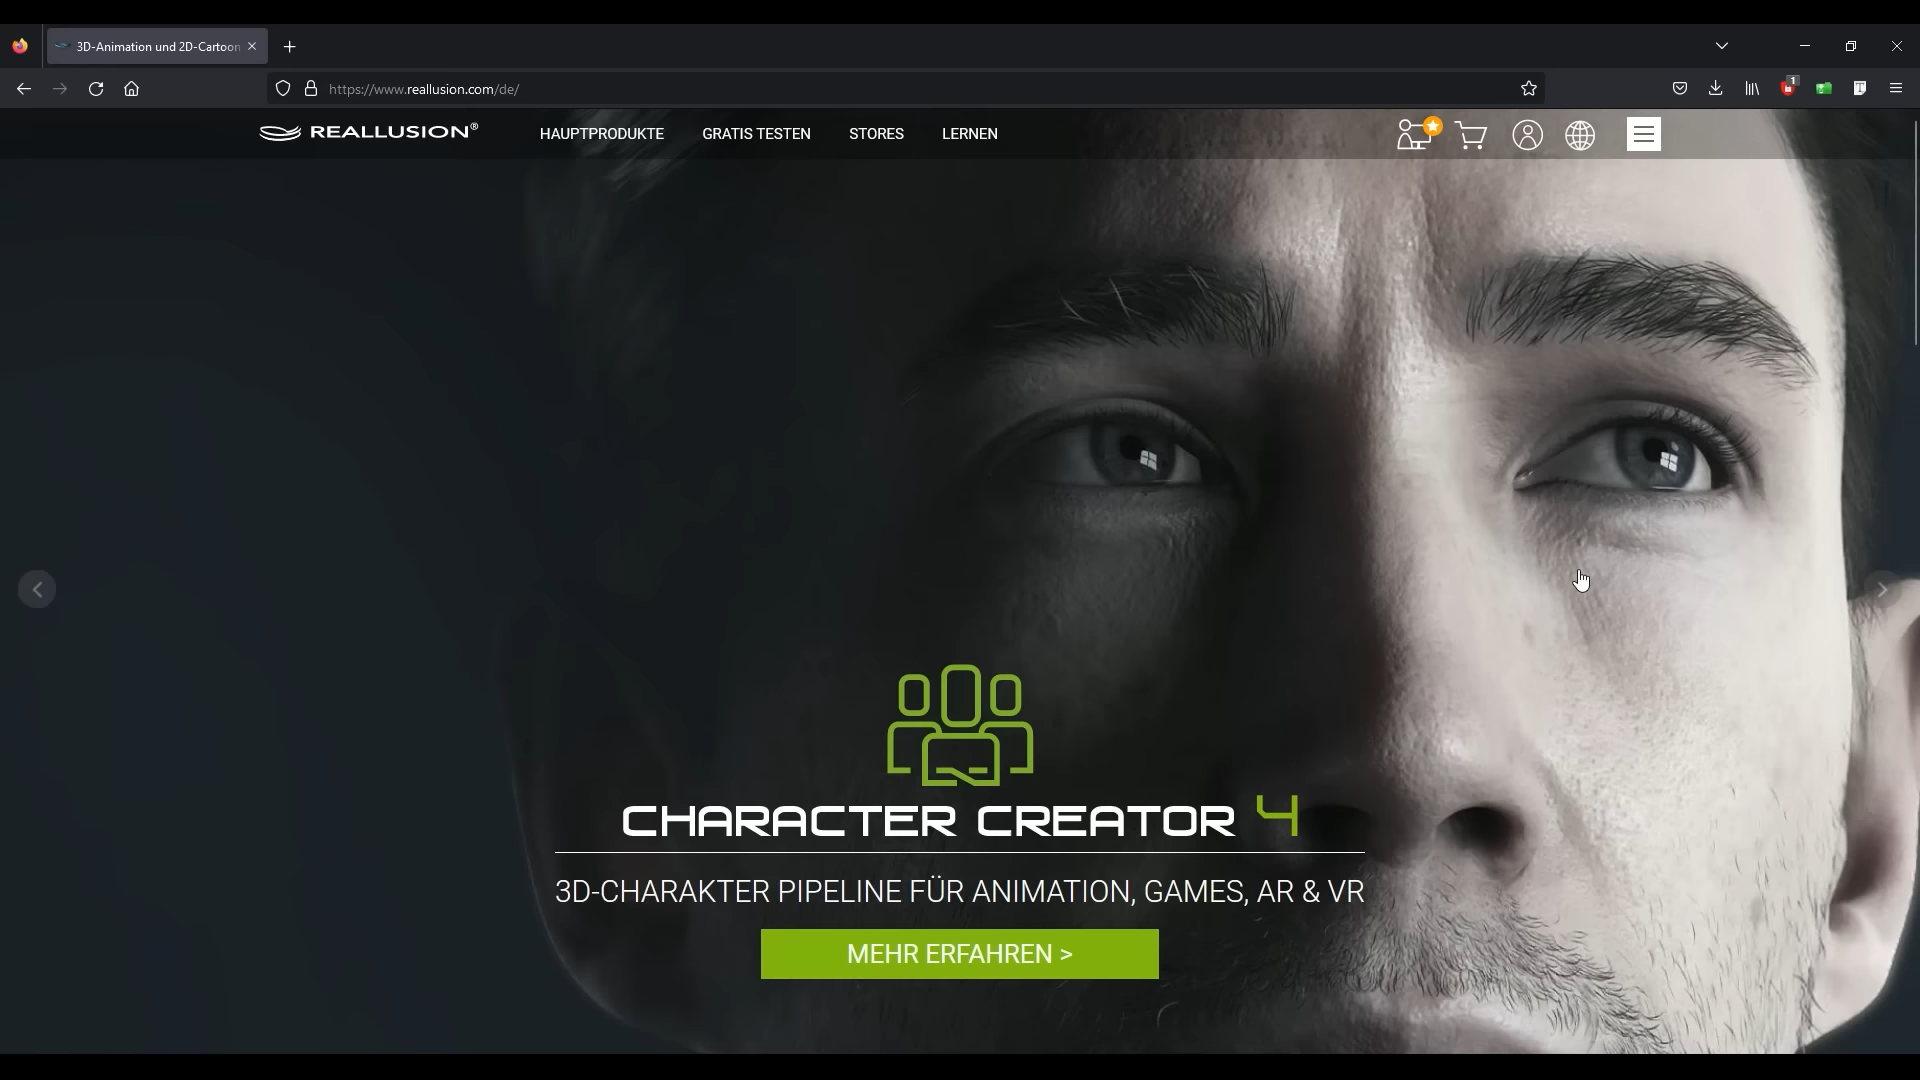 3D-Animation und 2D-Cartoon
https://www.reallusion.com/de/
1
REALLUSION®
HAUPTPRODUKTE
GRATIS TESTEN
STORES
LERNEN
CHARACTER CREATOR 4
3D-CHARAKTER PIPELINE FÜR ANIMATION, GAMES, AR & VR
MEHR ERFAHREN >